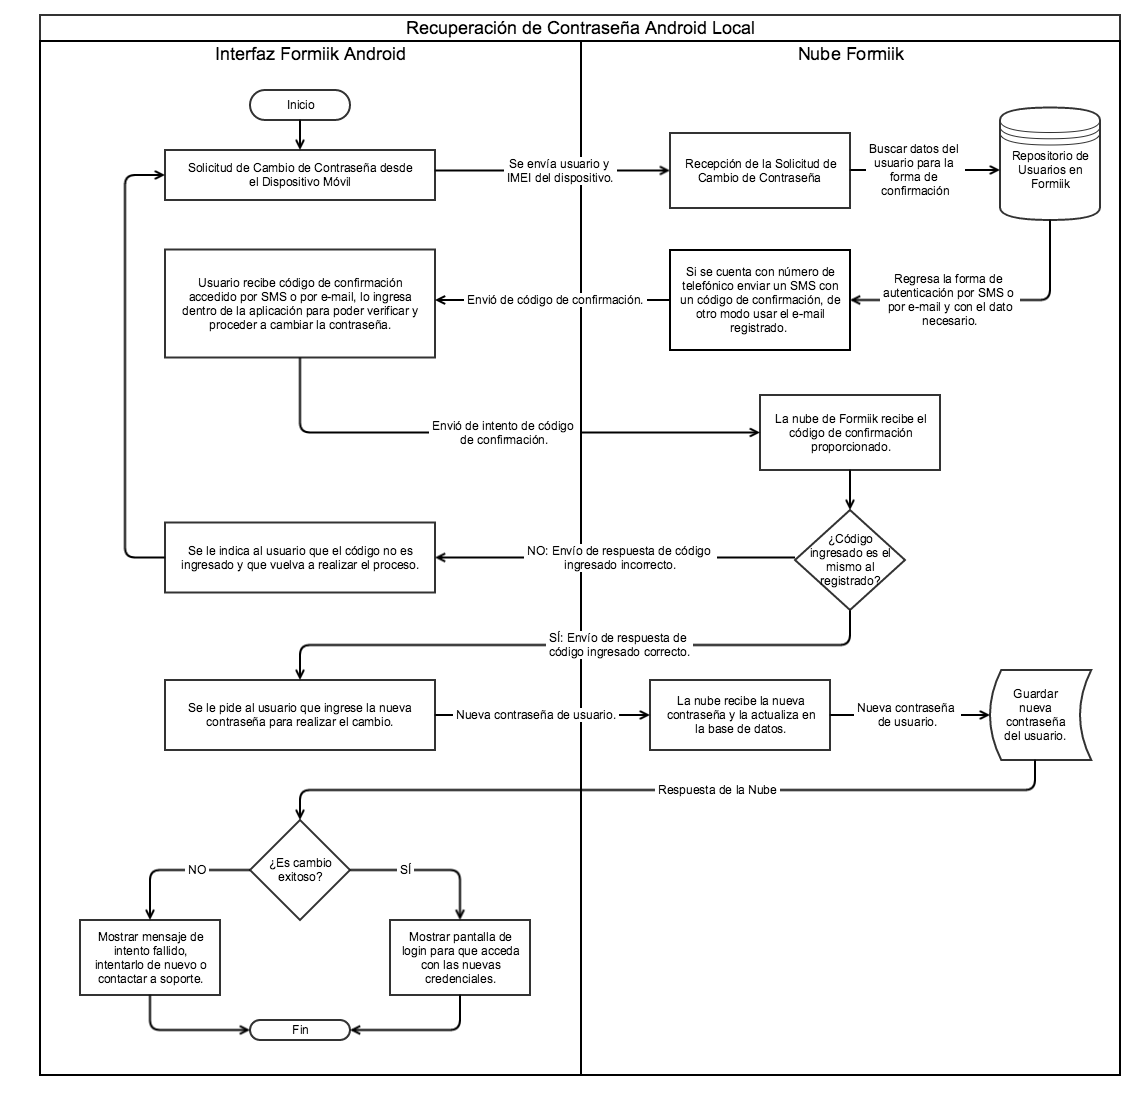 Recuperación de Contraseña Android Local
Interfaz Formiik Android
Nube Formiik
Inicio
Solicitud de Cambio de Contraseña desde
el Dispositivo Móvil
Se envía usuario y
IMEI del dispositivo.
Recepción de la Solicitud de
Cambio de Contraseña
Buscar datos del
usuario para la
forma de
confirmación
Repositorio de
Usuarios en
Formiik
Usuario recibe código de confirmación
accedido por SMS o por e-mail, lo ingresa
dentro de la aplicación para poder verificar y
proceder a cambiar la contraseña.
Envió de código de confirmación.
Si se cuenta con número de
telefónico enviar un SMS con
un código de confirmación, de
otro modo usar el e-mail
registrado.
Regresa la forma de
autenticación por SMS o
por e-mail y con el dato
necesario.
Envió de intento de código
de confirmación.
La nube de Formiik recibe el
código de confirmación
proporcionado.
Se le indica al usuario que el código no es
ingresado y que vuelva a realizar el proceso.
NO: Envío de respuesta de código
ingresado incorrecto.
¿Código
ingresado es el
mismo al
registrado?
SÍ: Envío de respuesta de
código ingresado correcto.
Se le pide al usuario que ingrese la nueva
contraseña para realizar el cambio.
Nueva contraseña de usuario.
La nube recibe la nueva
contraseña y la actualiza en
la base de datos.
Nueva contraseña
de usuario.
Guardar
nueva
contraseña
del usuario.
Respuesta de la Nube
¿Es cambio
exitoso?
NO
SÍ
Mostrar mensaje de
intento fallido,
intentarlo de nuevo o
contactar a soporte.
Mostrar pantalla de
login para que acceda
con las nuevas
credenciales.
Fin